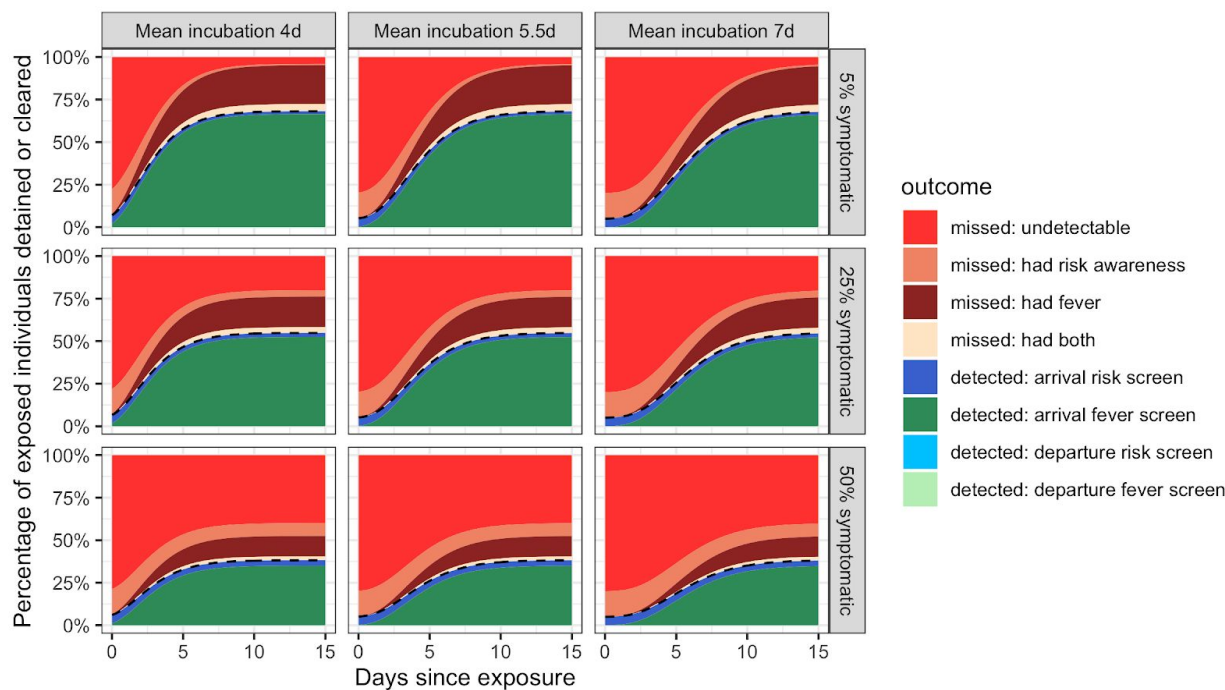 Mean incubation 4d
Mean incubation 5.5d
Mean incubation 7d
Percentage of exposed individuals detained or cleared
100%
75%
50%
25%
0%
5% symptomatic
100%
75%
50%
25%
0%
25% symptomatic
100%
75%
50%
25%
0%
50% symptomatic
0 5 10 15
0 5 10 15
0 5 10 15
Days since exposure
outcome
missed: undetectable
missed: had risk awareness
missed: had fever
missed: had both
detected: arrival risk screen
detected: arrival fever screen
detected: departure risk screen
detected: departure fever screen